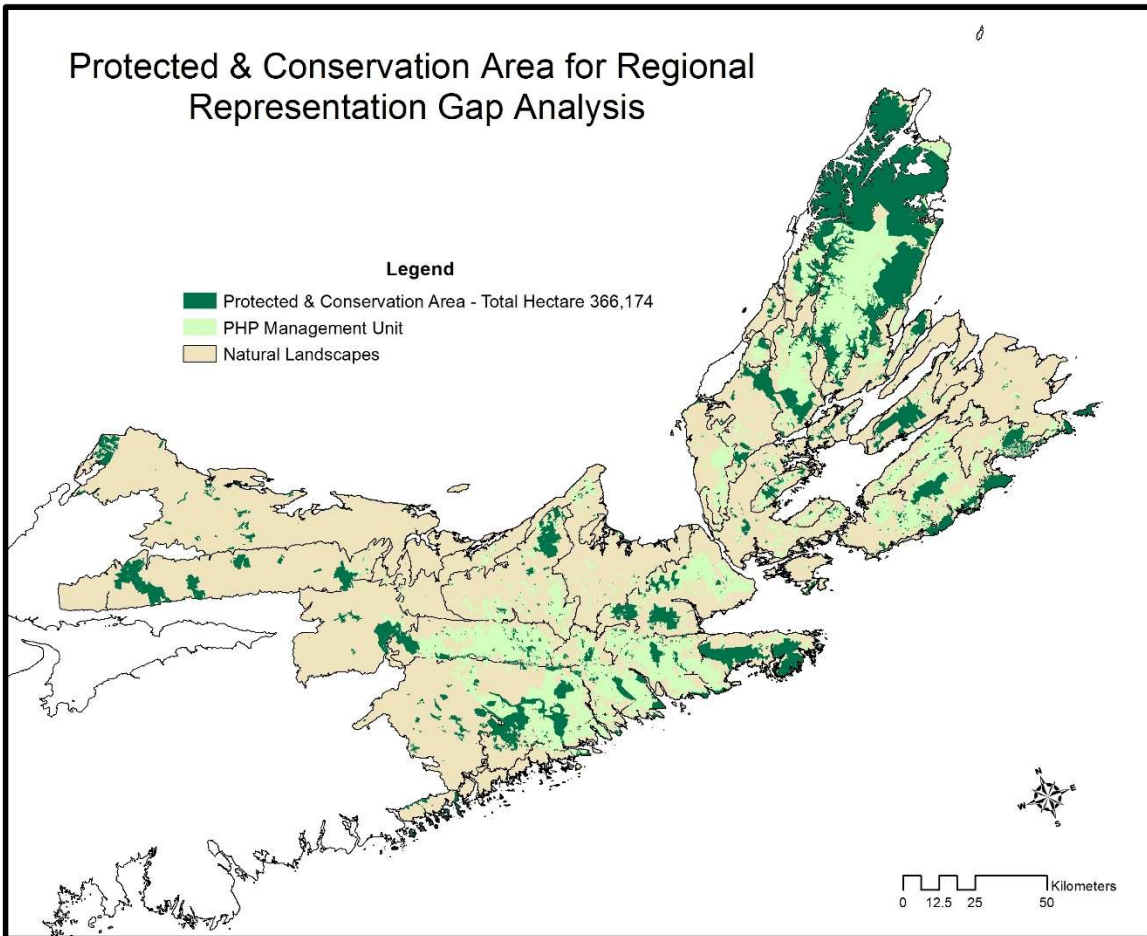 Protected & Conservation Area for Regional
Representation Gap Analysis
Legend
Protected & Conservation Area - Total Hectare 366,174
PHP Management Unit
Natural Landscapes
N
W E
S
Kilometers
0 12.5 25 50